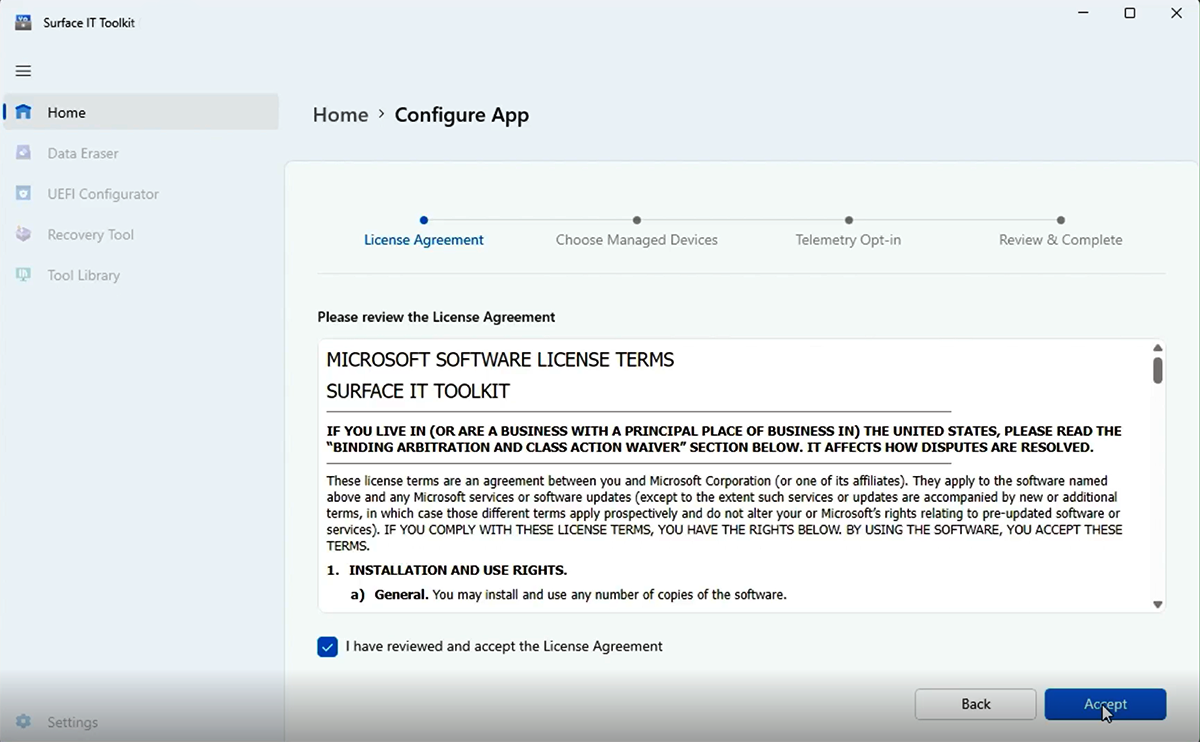 Surface IT Toolkit
Home
Data Eraser
UEFI Configurator
Recovery Tool
Tool Library
Settings
Home > Configure App
License Agreement
Choose Managed Devices
Telemetry Opt-in
Review & Complete
Please review the License Agreement
MICROSOFT SOFTWARE LICENSE TERMS
SURFACE IT TOOLKIT
IF YOU LIVE IN (OR ARE A BUSINESS WITH A PRINCIPAL PLACE OF BUSINESS IN) THE UNITED STATES, PLEASE READ THE
“BINDING ARBITRATION AND CLASS ACTION WAIVER” SECTION BELOW. IT AFFECTS HOW DISPUTES ARE RESOLVED.
These license terms are an agreement between you and Microsoft Corporation (or one of its affiliates). They apply to the software named
above and any Microsoft services or software updates (except to the extent such services or updates are accompanied by new or additional
terms, in which case those different terms apply prospectively and do not alter your or Microsoft’s rights relating to pre-updated software or
services). IF YOU COMPLY WITH THESE LICENSE TERMS, YOU HAVE THE RIGHTS BELOW. BY USING THE SOFTWARE, YOU ACCEPT THESE
TERMS.
1. INSTALLATION AND USE RIGHTS.
a) General. You may install and use any number of copies of the software.
I have reviewed and accept the License Agreement
Back
Accept